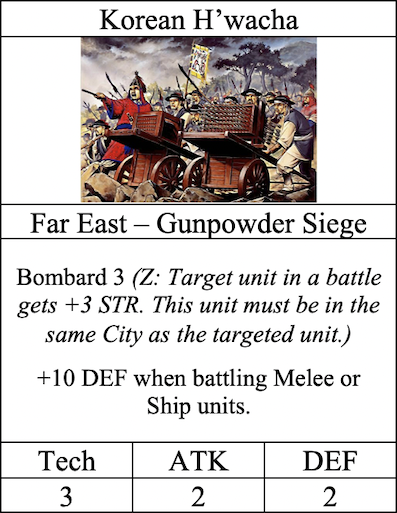 Korean H’wacha
Far East – Gunpowder Siege
Bombard 3 (Z: Target unit in a battle
gets +3 STR. This unit must be in the
same City as the targeted unit.)
+10 DEF when battling Melee or
Ship units.
Tech ATK DEF
3 2 2